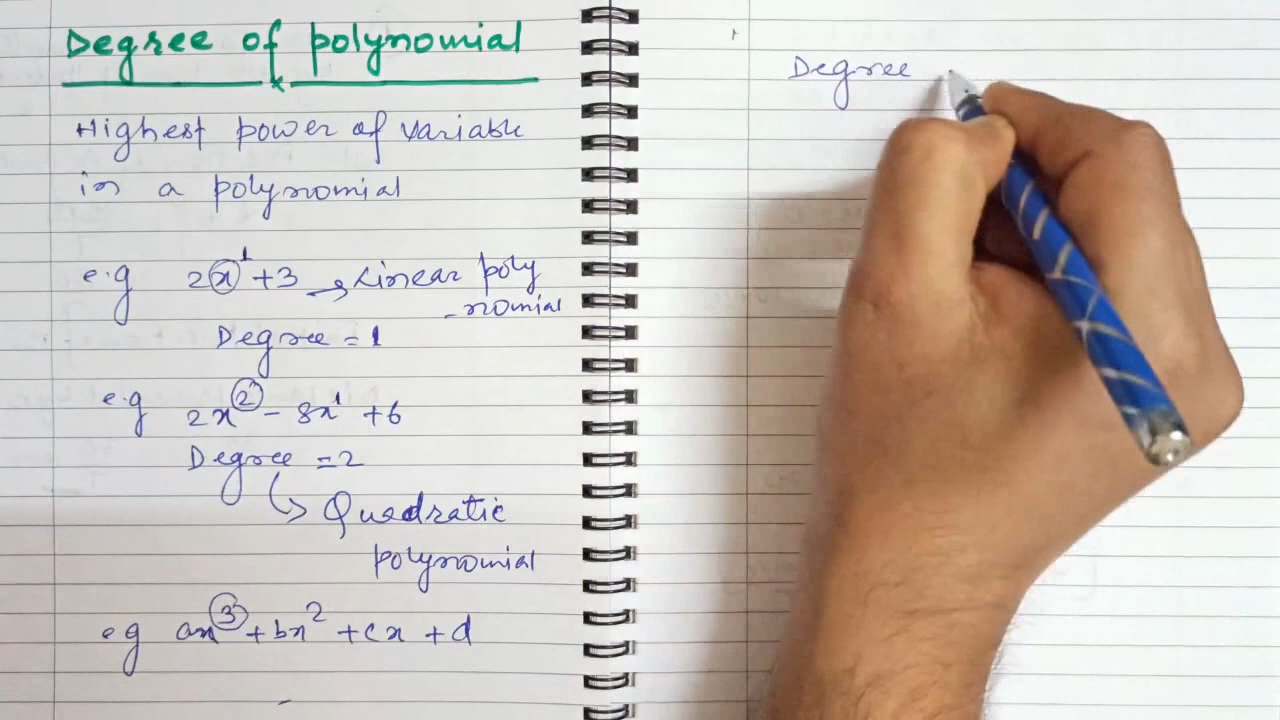 Degree of polynomial
Highest power of variable
in a polynomial
e.g 2x¹ + 3 → Linear poly
-nomial
Degree = 1
e.g 2x² - 8x¹ + 6
Degree = 2
→ Quadratic
polynomial
eg ax³ + bx² + cx + d
Degree